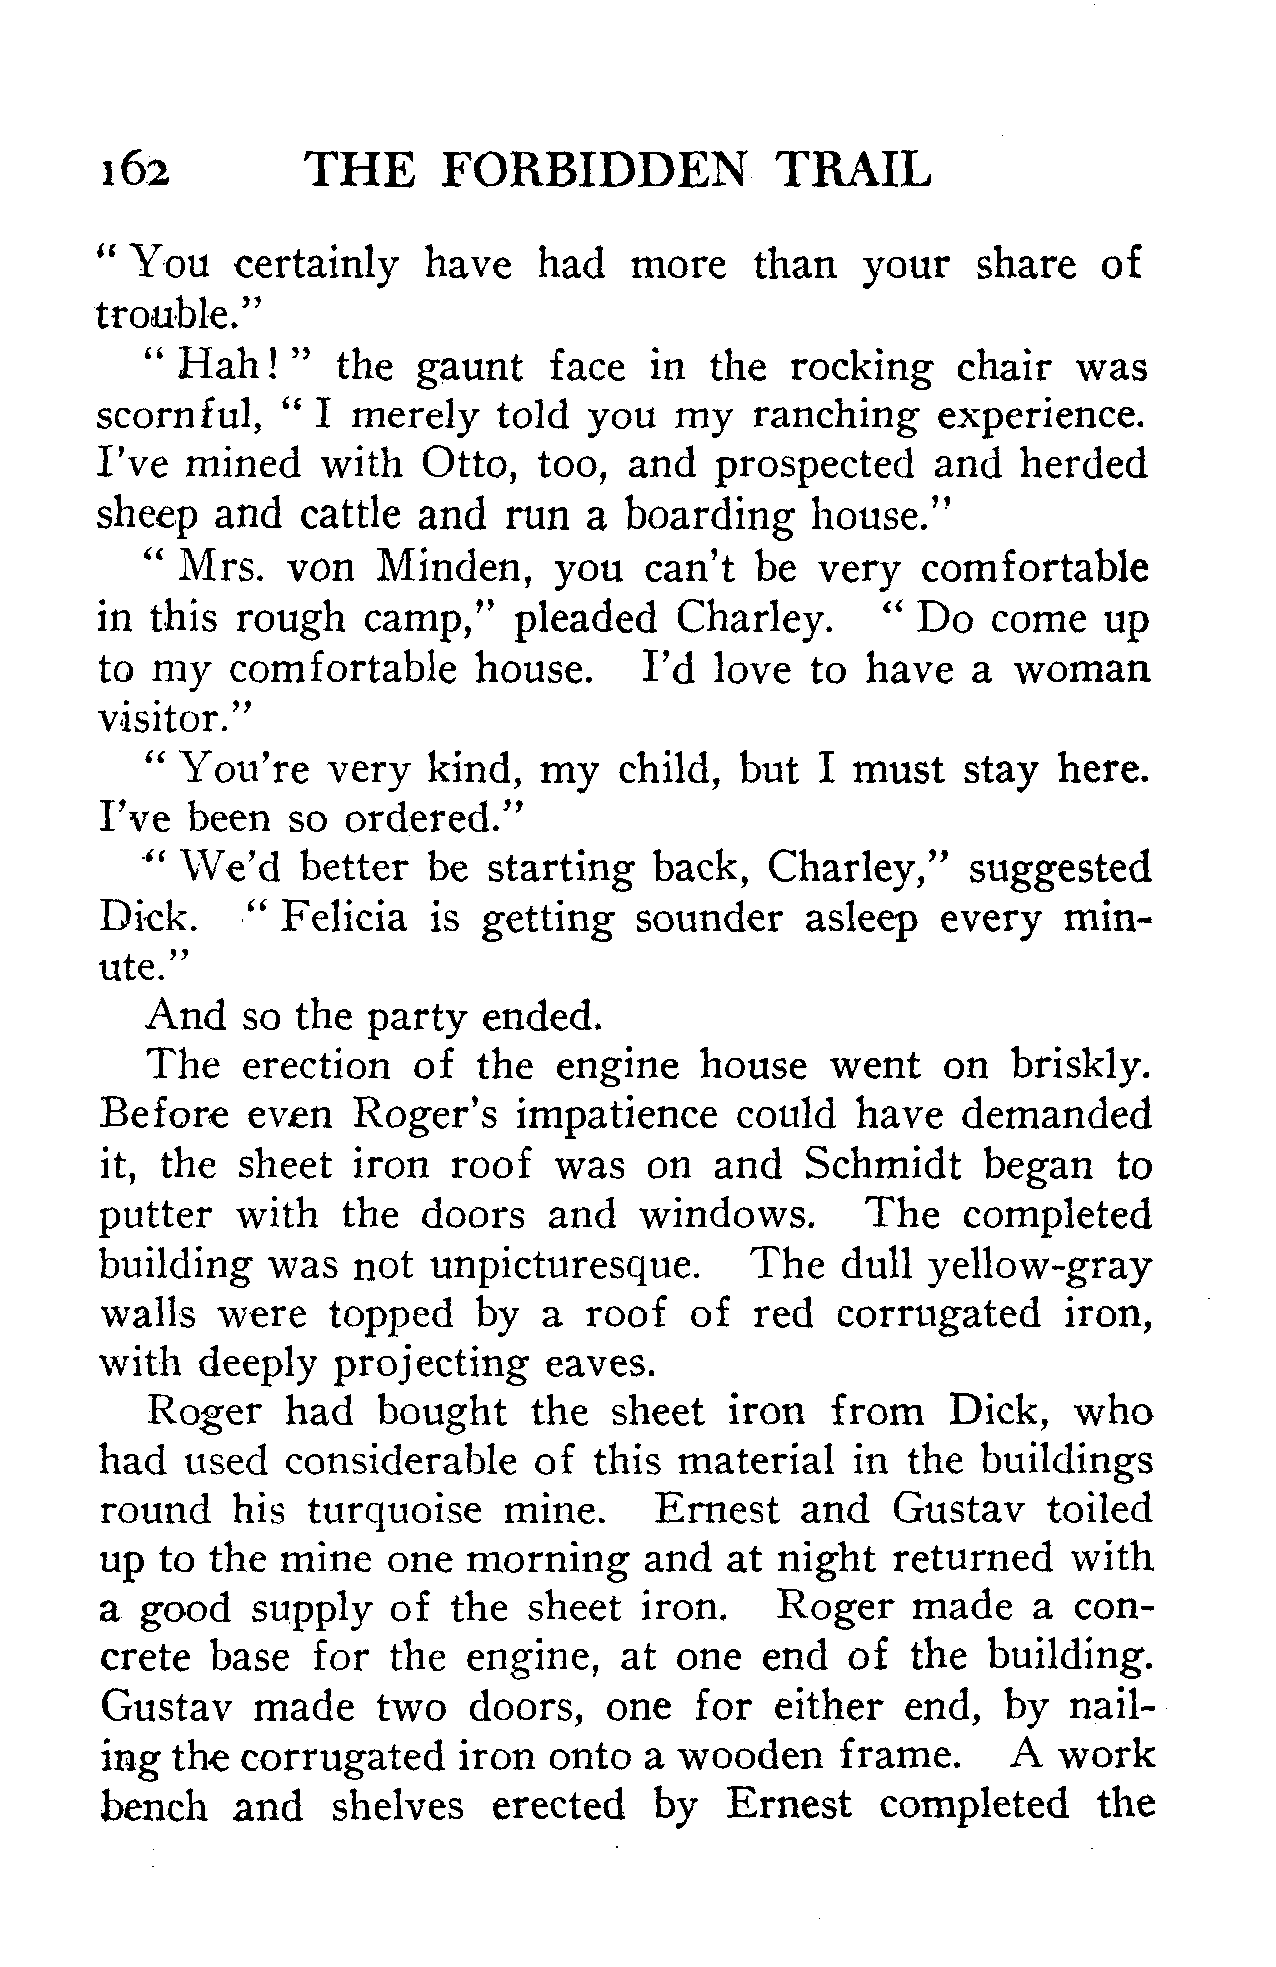 162 THE FORBIDDEN TRAIL
" You certainly have had more than your share of
trouble."
" Hah! " the gaunt face in the rocking chair was
scornful, " I merely told you my ranching experience.
I've mined with Otto, too, and prospected and herded
sheep and cattle and run a boarding house."
" Mrs. von Minden, you can't be very comfortable
in this rough camp," pleaded Charley. " Do come up
to my comfortable house. I'd love to have a woman
visitor."
" You're very kind, my child, but I must stay here.
I've been so ordered."
" We'd better be starting back, Charley," suggested
Dick. " Felicia is getting sounder asleep every min-
ute."
And so the party ended.
The erection of the engine house went on briskly.
Before even Roger's impatience could have demanded
it, the sheet iron roof was on and Schmidt began to
putter with the doors and windows. The completed
building was not unpicturesque. The dull yellow-gray
walls were topped by a roof of red corrugated iron,
with deeply projecting eaves.
Roger had bought the sheet iron from Dick, who
had used considerable of this material in the buildings
round his turquoise mine. Ernest and Gustav toiled
up to the mine one morning and at night returned with
a good supply of the sheet iron. Roger made a con-
crete base for the engine, at one end of the building.
Gustav made two doors, one for either end, by nail-
ing the corrugated iron onto a wooden frame. A work
bench and shelves erected by Ernest completed the